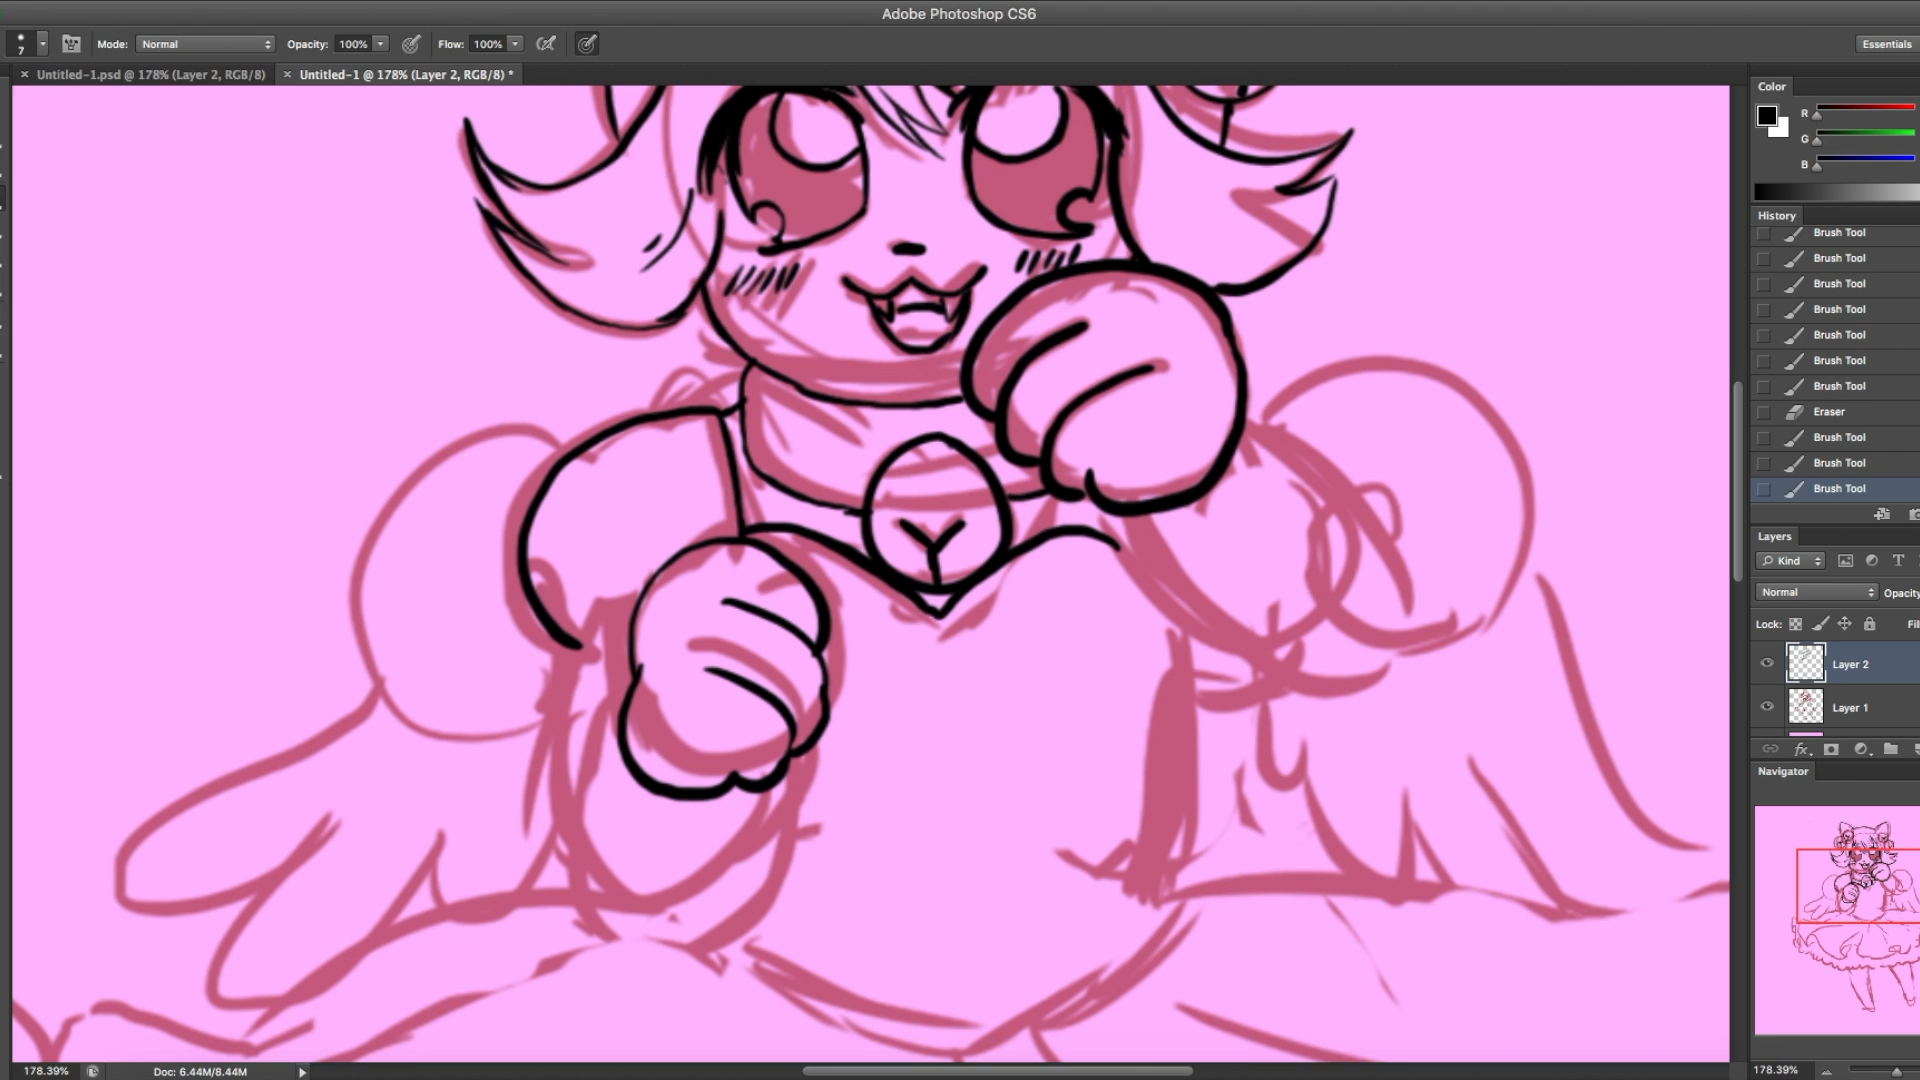 Adobe Photoshop CS6
7 Mode: Normal Opacity: 100% Flow: 100% Essentials
Untitled-1.psd @ 178% (Layer 2, RGB/8) Untitled-1 @ 178% (Layer 2, RGB/8) *
Color
R
G
B
History
Brush Tool
Brush Tool
Brush Tool
Brush Tool
Brush Tool
Brush Tool
Brush Tool
Eraser
Brush Tool
Brush Tool
Brush Tool
Layers
Kind T
Normal Opacity
Lock: Fil
Layer 2
Layer 1
fx
Navigator
178.39% Doc: 6.44M/8.44M 178.39%